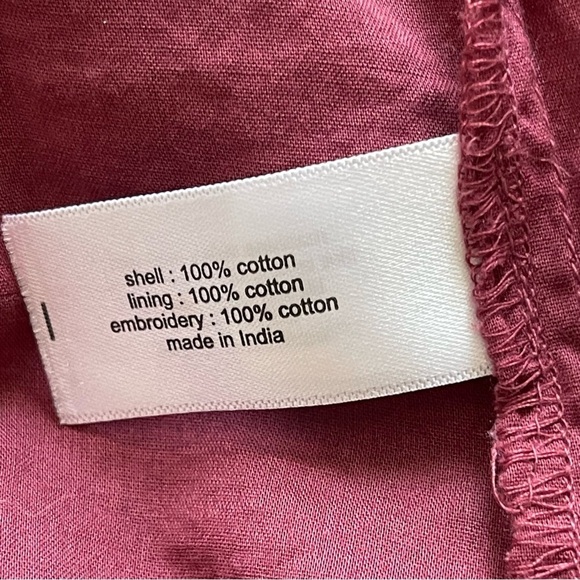 shell : 100% cotton
lining : 100% cotton
embroidery : 100% cotton
made in India